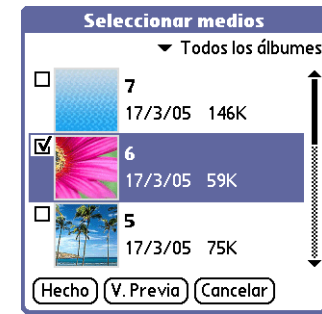 Seleccionar medios
Todos los álbumes
7
17/3/05 146K
6
17/3/05 59K
5
17/3/05 75K
Hecho V. Previa Cancelar